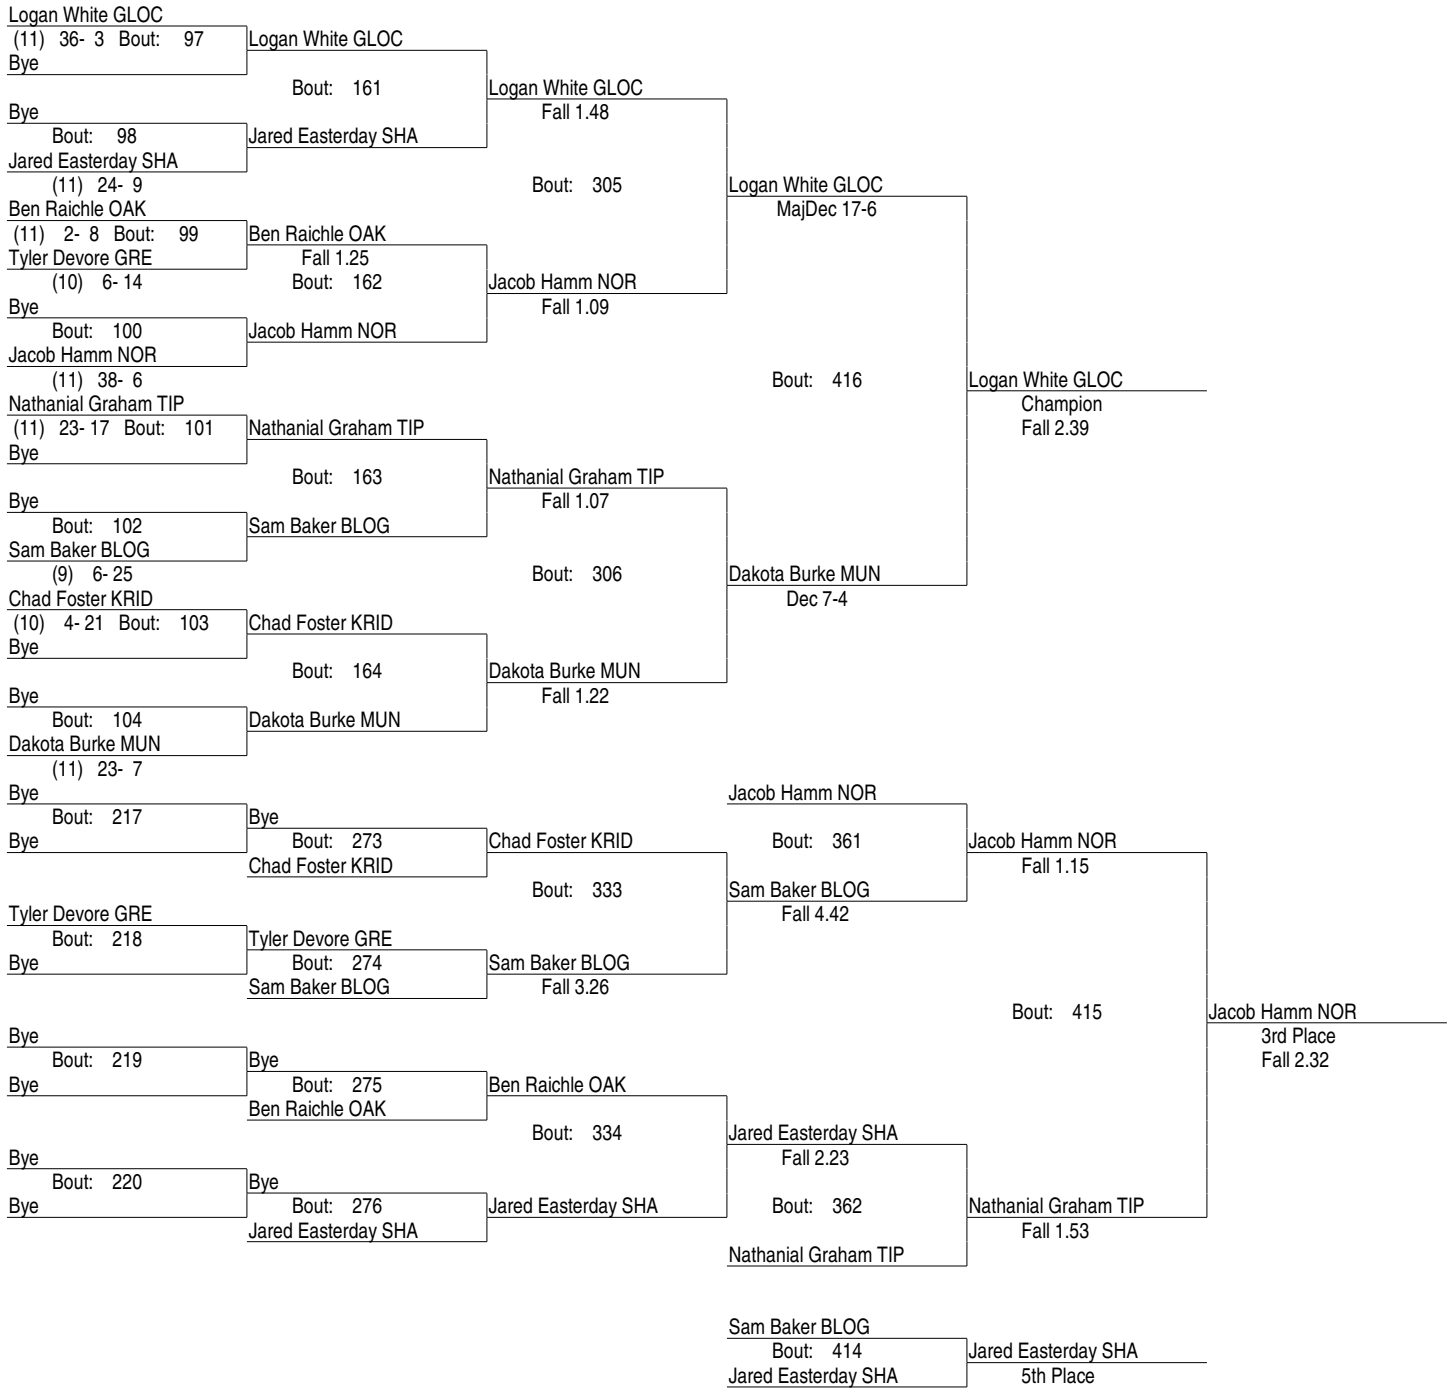 Logan White GLOC
(11) 36- 3 Bout: 97
Bye
Logan White GLOC
Bout: 161
Bye
Bout: 98
Jared Easterday SHA
(11) 24- 9
Jared Easterday SHA
Logan White GLOC
Fall 1.48
Bout: 305
Ben Raichle OAK
(11) 2- 8 Bout: 99
Tyler Devore GRE
(10) 6- 14
Ben Raichle OAK
Fall 1.25
Bout: 162
Bye
Bout: 100
Jacob Hamm NOR
(11) 38- 6
Jacob Hamm NOR
Jacob Hamm NOR
Fall 1.09
Logan White GLOC
MajDec 17-6
Bout: 416
Logan White GLOC
Champion
Fall 2.39
Nathanial Graham TIP
(11) 23- 17 Bout: 101
Bye
Nathanial Graham TIP
Bout: 163
Bye
Bout: 102
Sam Baker BLOG
(9) 6- 25
Sam Baker BLOG
Nathanial Graham TIP
Fall 1.07
Bout: 306
Chad Foster KRID
(10) 4- 21 Bout: 103
Bye
Chad Foster KRID
Bout: 164
Bye
Bout: 104
Dakota Burke MUN
(11) 23- 7
Dakota Burke MUN
Dakota Burke MUN
Fall 1.22
Dakota Burke MUN
Dec 7-4
Bye
Bout: 217
Bye
Bye
Bout: 273
Chad Foster KRID
Chad Foster KRID
Bout: 333
Tyler Devore GRE
Bout: 218
Bye
Tyler Devore GRE
Bout: 274
Sam Baker BLOG
Sam Baker BLOG
Fall 3.26
Jacob Hamm NOR
Bout: 361
Sam Baker BLOG
Fall 4.42
Jacob Hamm NOR
Fall 1.15
Bout: 415
Jacob Hamm NOR
3rd Place
Fall 2.32
Bye
Bout: 219
Bye
Bye
Bout: 275
Ben Raichle OAK
Ben Raichle OAK
Bout: 334
Bye
Bout: 220
Bye
Bye
Bout: 276
Jared Easterday SHA
Jared Easterday SHA
Jared Easterday SHA
Fall 2.23
Bout: 362
Nathanial Graham TIP
Nathanial Graham TIP
Fall 1.53
Sam Baker BLOG
Bout: 414
Jared Easterday SHA
Jared Easterday SHA
5th Place